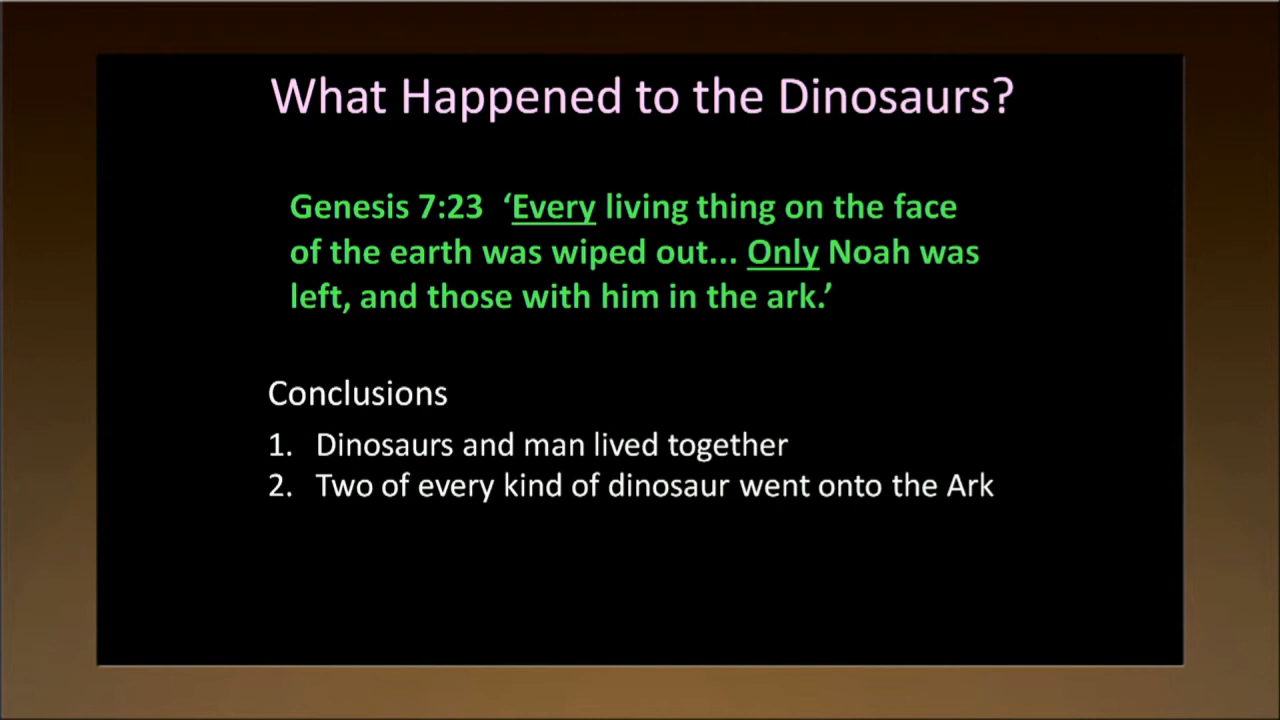 What Happened to the Dinosaurs?
Genesis 7:23 ‘Every living thing on the face
of the earth was wiped out... Only Noah was
left, and those with him in the ark.’
Conclusions
1. Dinosaurs and man lived together
2. Two of every kind of dinosaur went onto the Ark